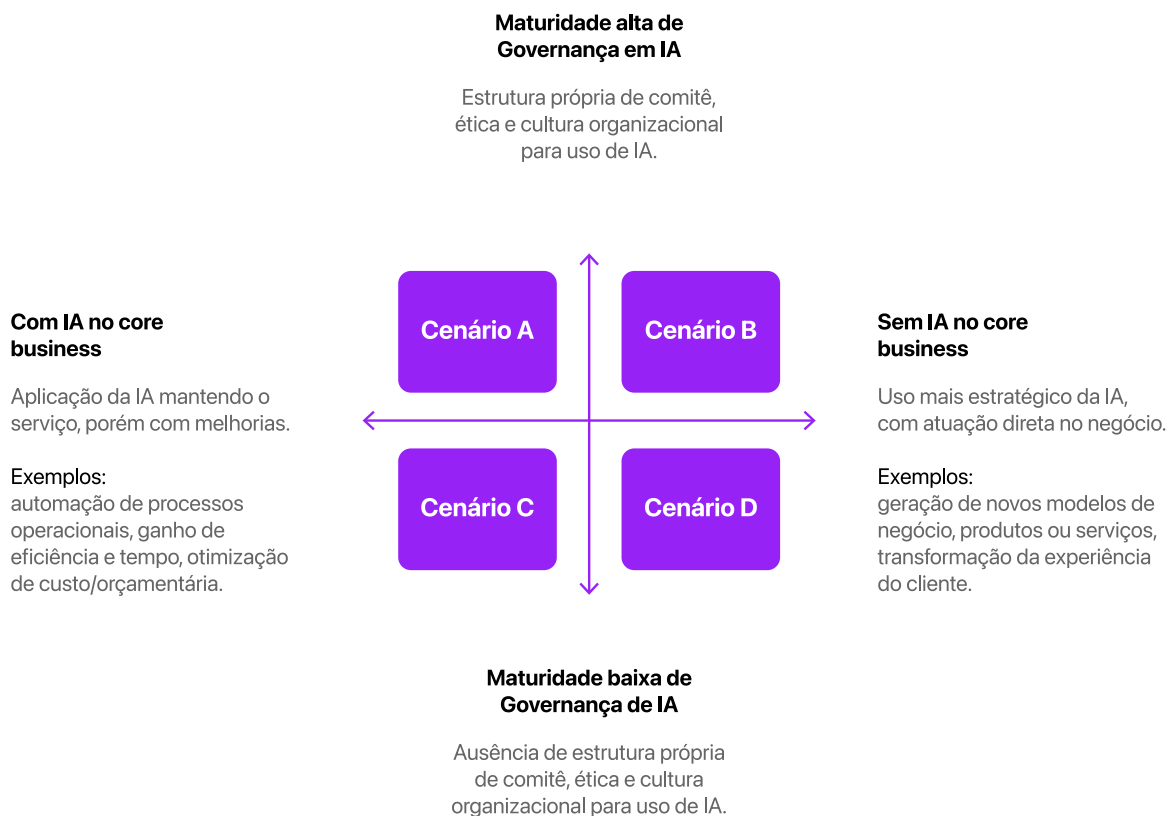 Maturidade alta de
Governança em IA
Estrutura própria de comitê,
ética e cultura organizacional
para uso de IA.
Com IA no core
business
Aplicação da IA mantendo o
serviço, porém com melhorias.
Exemplos:
automação de processos
operacionais, ganho de
eficiência e tempo, otimização
de custo/orçamentária.
Cenário A
Cenário B
Cenário C
Cenário D
Sem IA no core
business
Uso mais estratégico da IA,
com atuação direta no negócio.
Exemplos:
geração de novos modelos de
negócio, produtos ou serviços,
transformação da experiência
do cliente.
Maturidade baixa de
Governança de IA
Ausência de estrutura própria
de comitê, ética e cultura
organizacional para uso de IA.